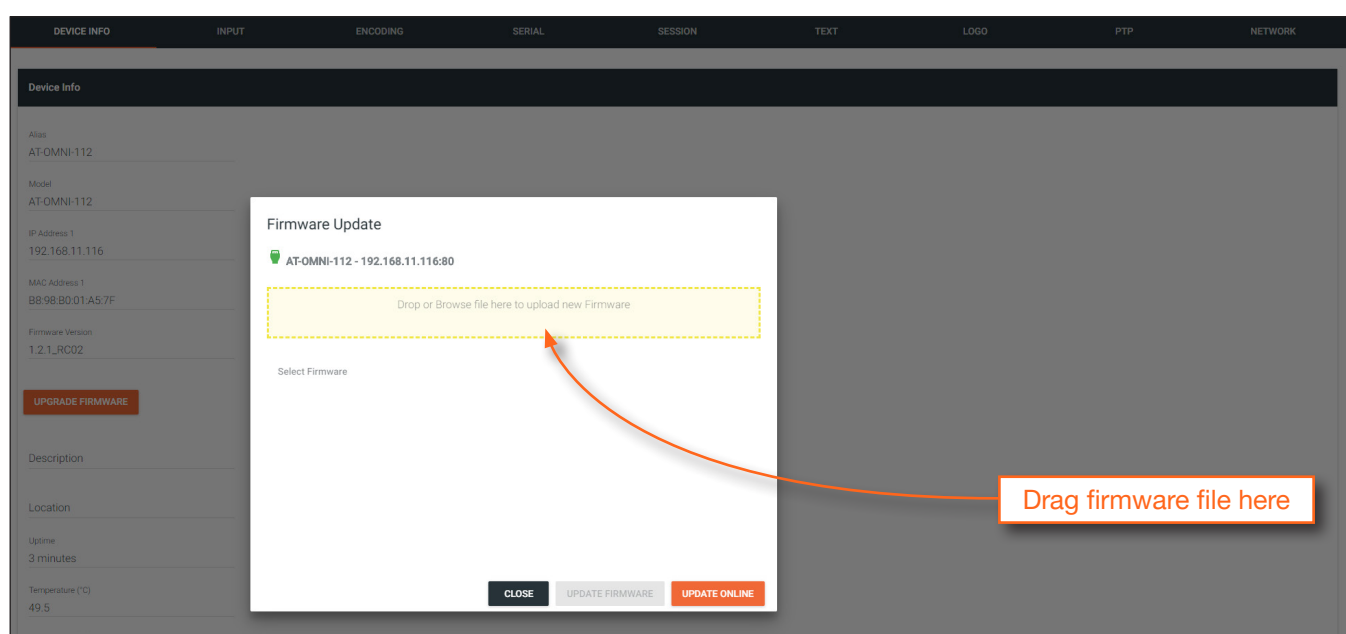 DEVICE INFO INPUT ENCODING SERIAL SESSION TEXT LOGO PTP NETWORK
Device Info
Alias
AT-OMNI-112
Model
AT-OMNI-112
IP Address 1
192.168.11.116
MAC Address 1
B8:98:B0:01:A5:7F
Firmware Version
1.2.1_RC02
UPGRADE FIRMWARE
Description
Location
Uptime
3 minutes
Temperature (°C)
49.5
Firmware Update
AT-OMNI-112 - 192.168.11.116:80
Drop or Browse file here to upload new Firmware
Select Firmware
CLOSE UPDATE FIRMWARE UPDATE ONLINE
Drag firmware file here